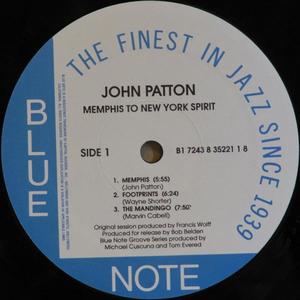 THE FINEST IN JAZZ SINCE 1939
BLUE
NOTE
JOHN PATTON
MEMPHIS TO NEW YORK SPIRIT
SIDE 1
B1 7243 8 35221 1 8
1. MEMPHIS (5:55)
(John Patton)
2. FOOTPRINTS (6:24)
(Wayne Shorter)
3. THE MANDINGO (7:50)
(Marvin Cabell)
Original session produced by Francis Wolff
Produced for release by Bob Belden
Blue Note Groove Series produced by
Michael Cuscuna and Tom Evered